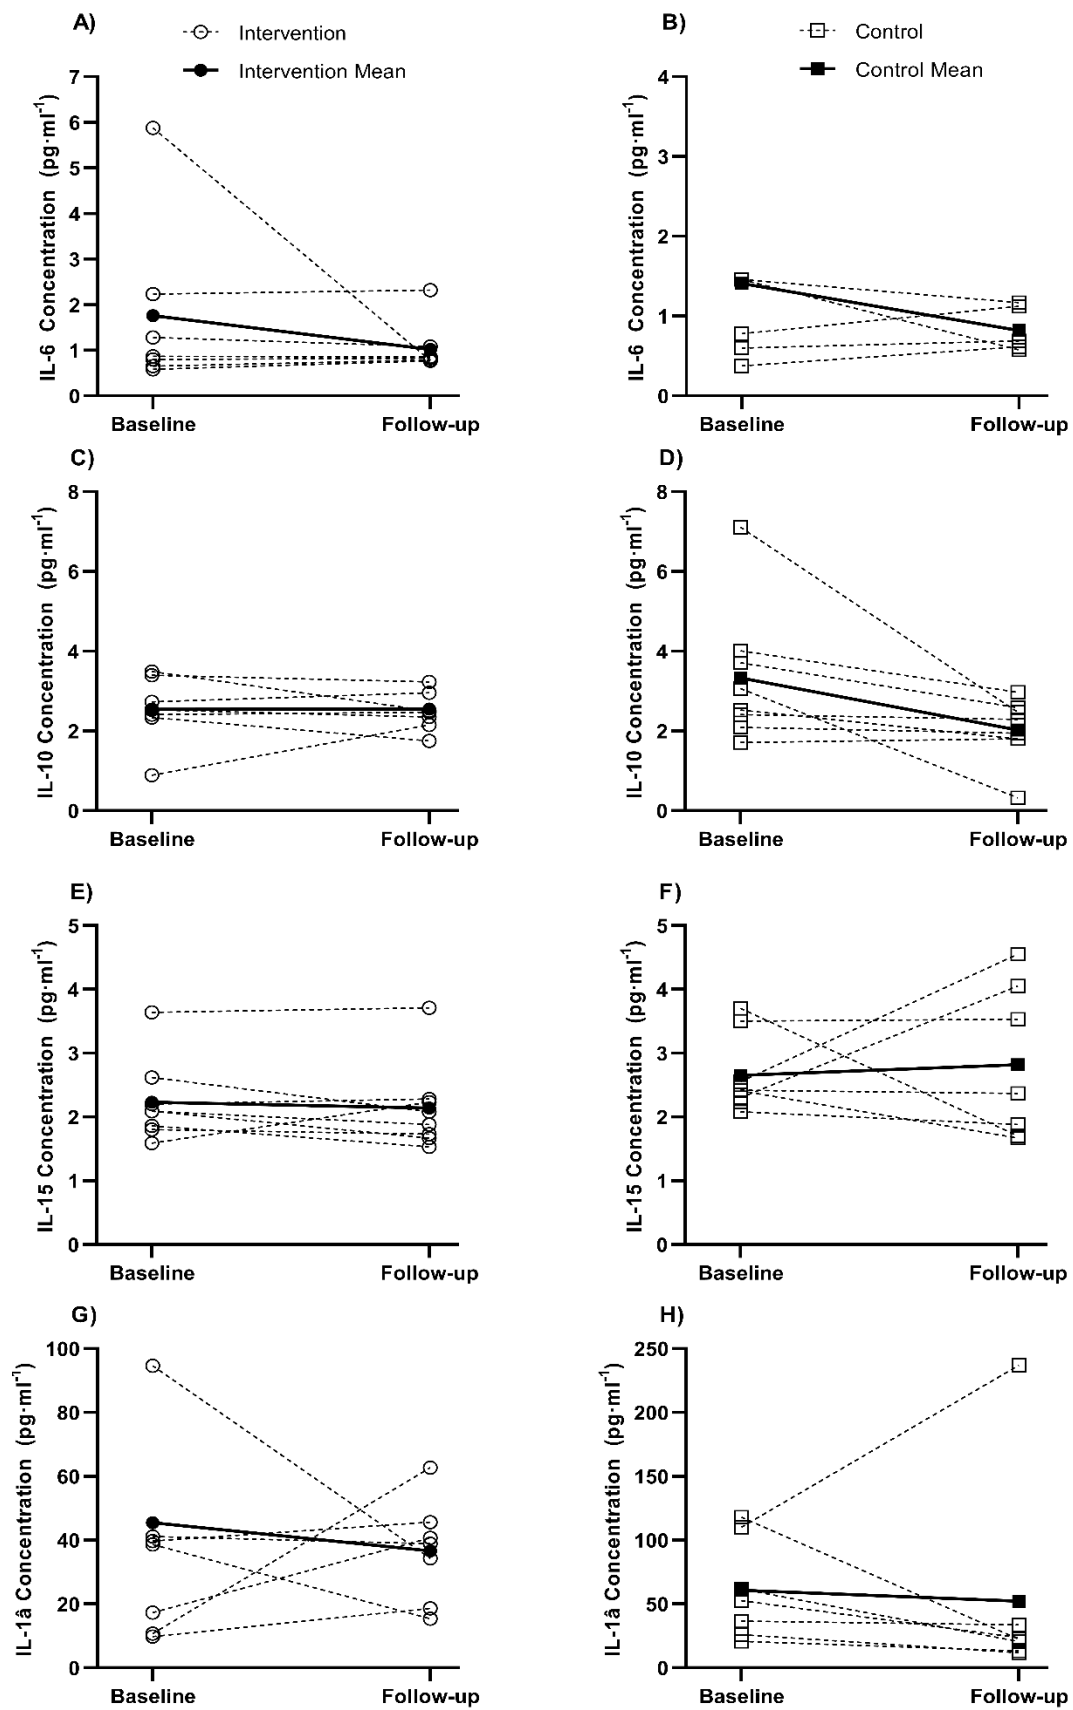 A)
Intervention
Intervention Mean
IL-6 Concentration (pg·ml⁻¹)
7
6
5
4
3
2
1
0
Baseline
Follow-up
B)
Control
Control Mean
IL-6 Concentration (pg·ml⁻¹)
4
3
2
1
0
Baseline
Follow-up
C)
IL-10 Concentration (pg·ml⁻¹)
8
6
4
2
0
Baseline
Follow-up
D)
IL-10 Concentration (pg·ml⁻¹)
8
6
4
2
0
Baseline
Follow-up
E)
IL-15 Concentration (pg·ml⁻¹)
5
4
3
2
1
0
Baseline
Follow-up
F)
IL-15 Concentration (pg·ml⁻¹)
5
4
3
2
1
0
Baseline
Follow-up
G)
IL-1â Concentration (pg·ml⁻¹)
100
80
60
40
20
0
Baseline
Follow-up
H)
IL-1â Concentration (pg·ml⁻¹)
250
200
150
100
50
0
Baseline
Follow-up